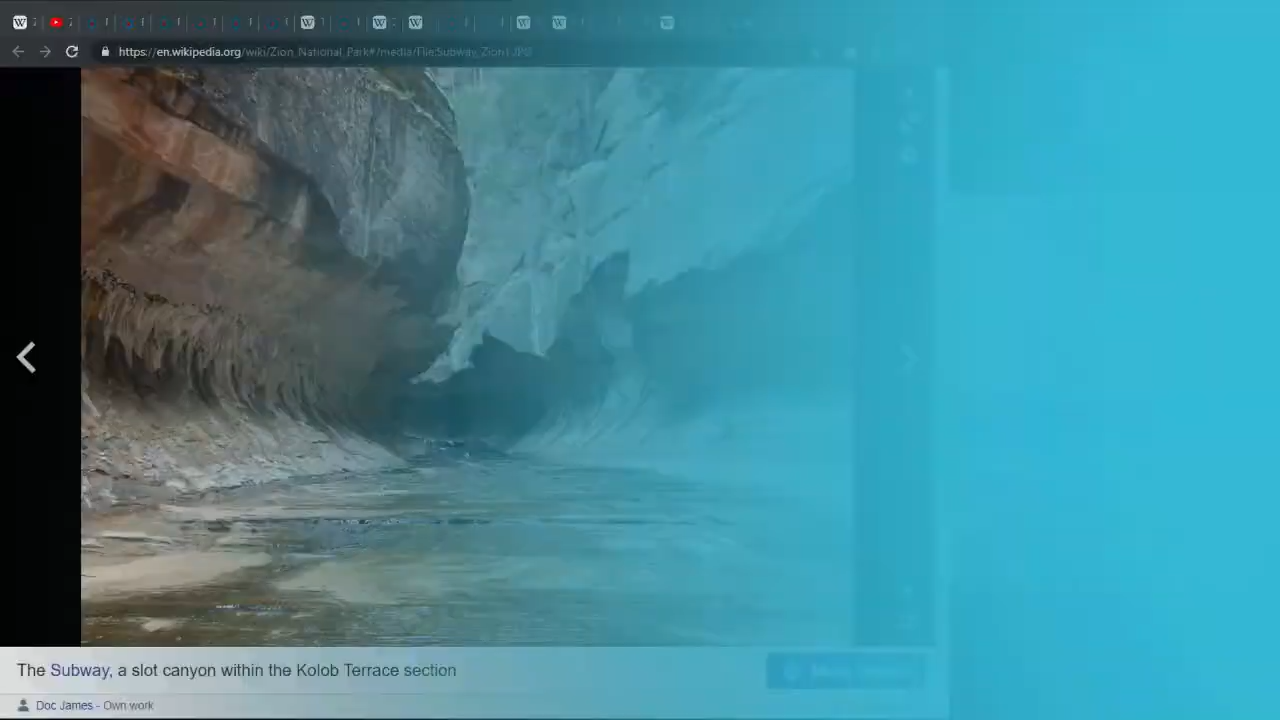 https://en.wikipedia.org/wiki/Zion_National_Park#/media/File:Subway_Zion1.JPG
The Subway, a slot canyon within the Kolob Terrace section
Doc James - Own work